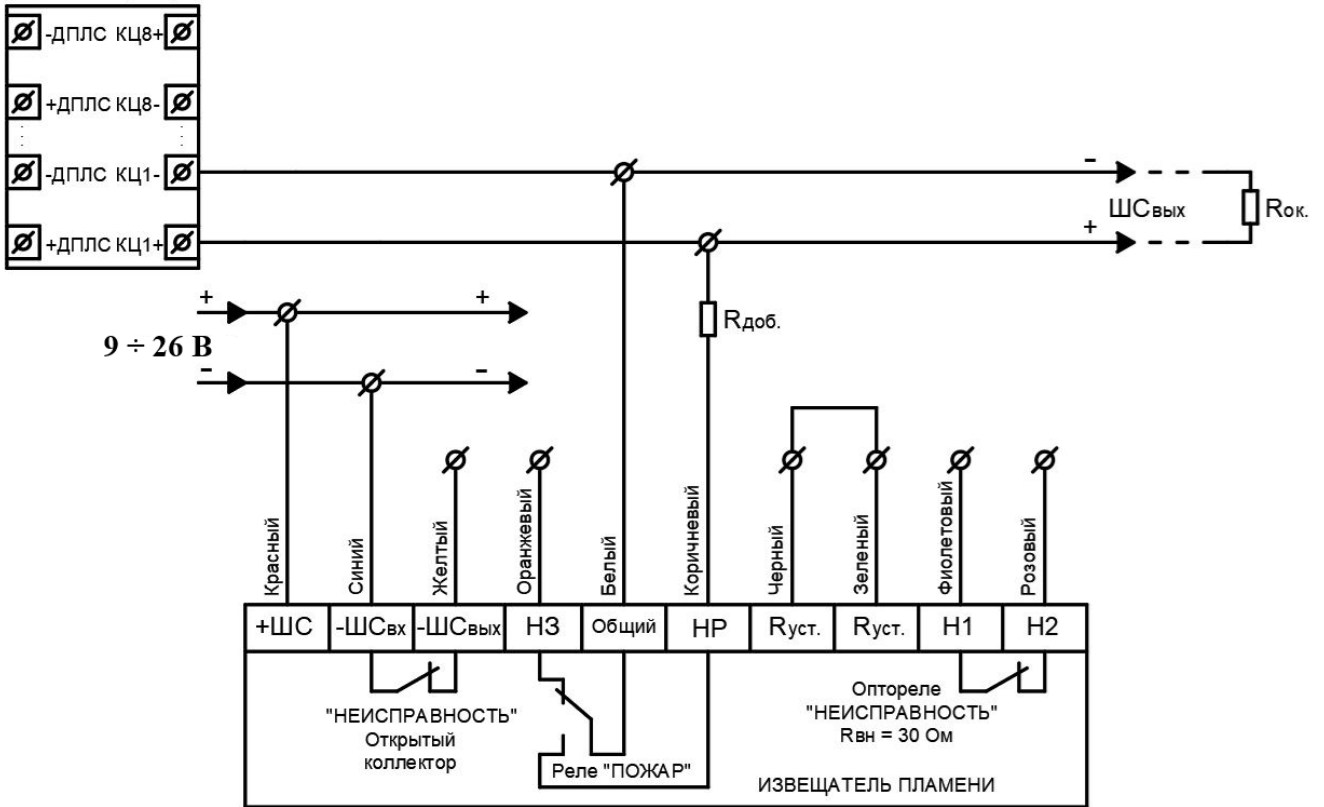 -ДПЛС КЦ8+
+ДПЛС КЦ8-
-ДПЛС КЦ1-
+ДПЛС КЦ1+
-
ШСвых
+
Rок.
+ +
9 ÷ 26 В
- -
Rдоб.
Красный
Синий
Желтый
Оранжевый
Белый
Коричневый
Черный
Зеленый
Фиолетовый
Розовый
+ШС -ШСвх -ШСвых НЗ Общий НР Rуст. Rуст. Н1 Н2
"НЕИСПРАВНОСТЬ"
Открытый
коллектор
Реле "ПОЖАР"
Оптореле
"НЕИСПРАВНОСТЬ"
Rвн = 30 Ом
ИЗВЕЩАТЕЛЬ ПЛАМЕНИ